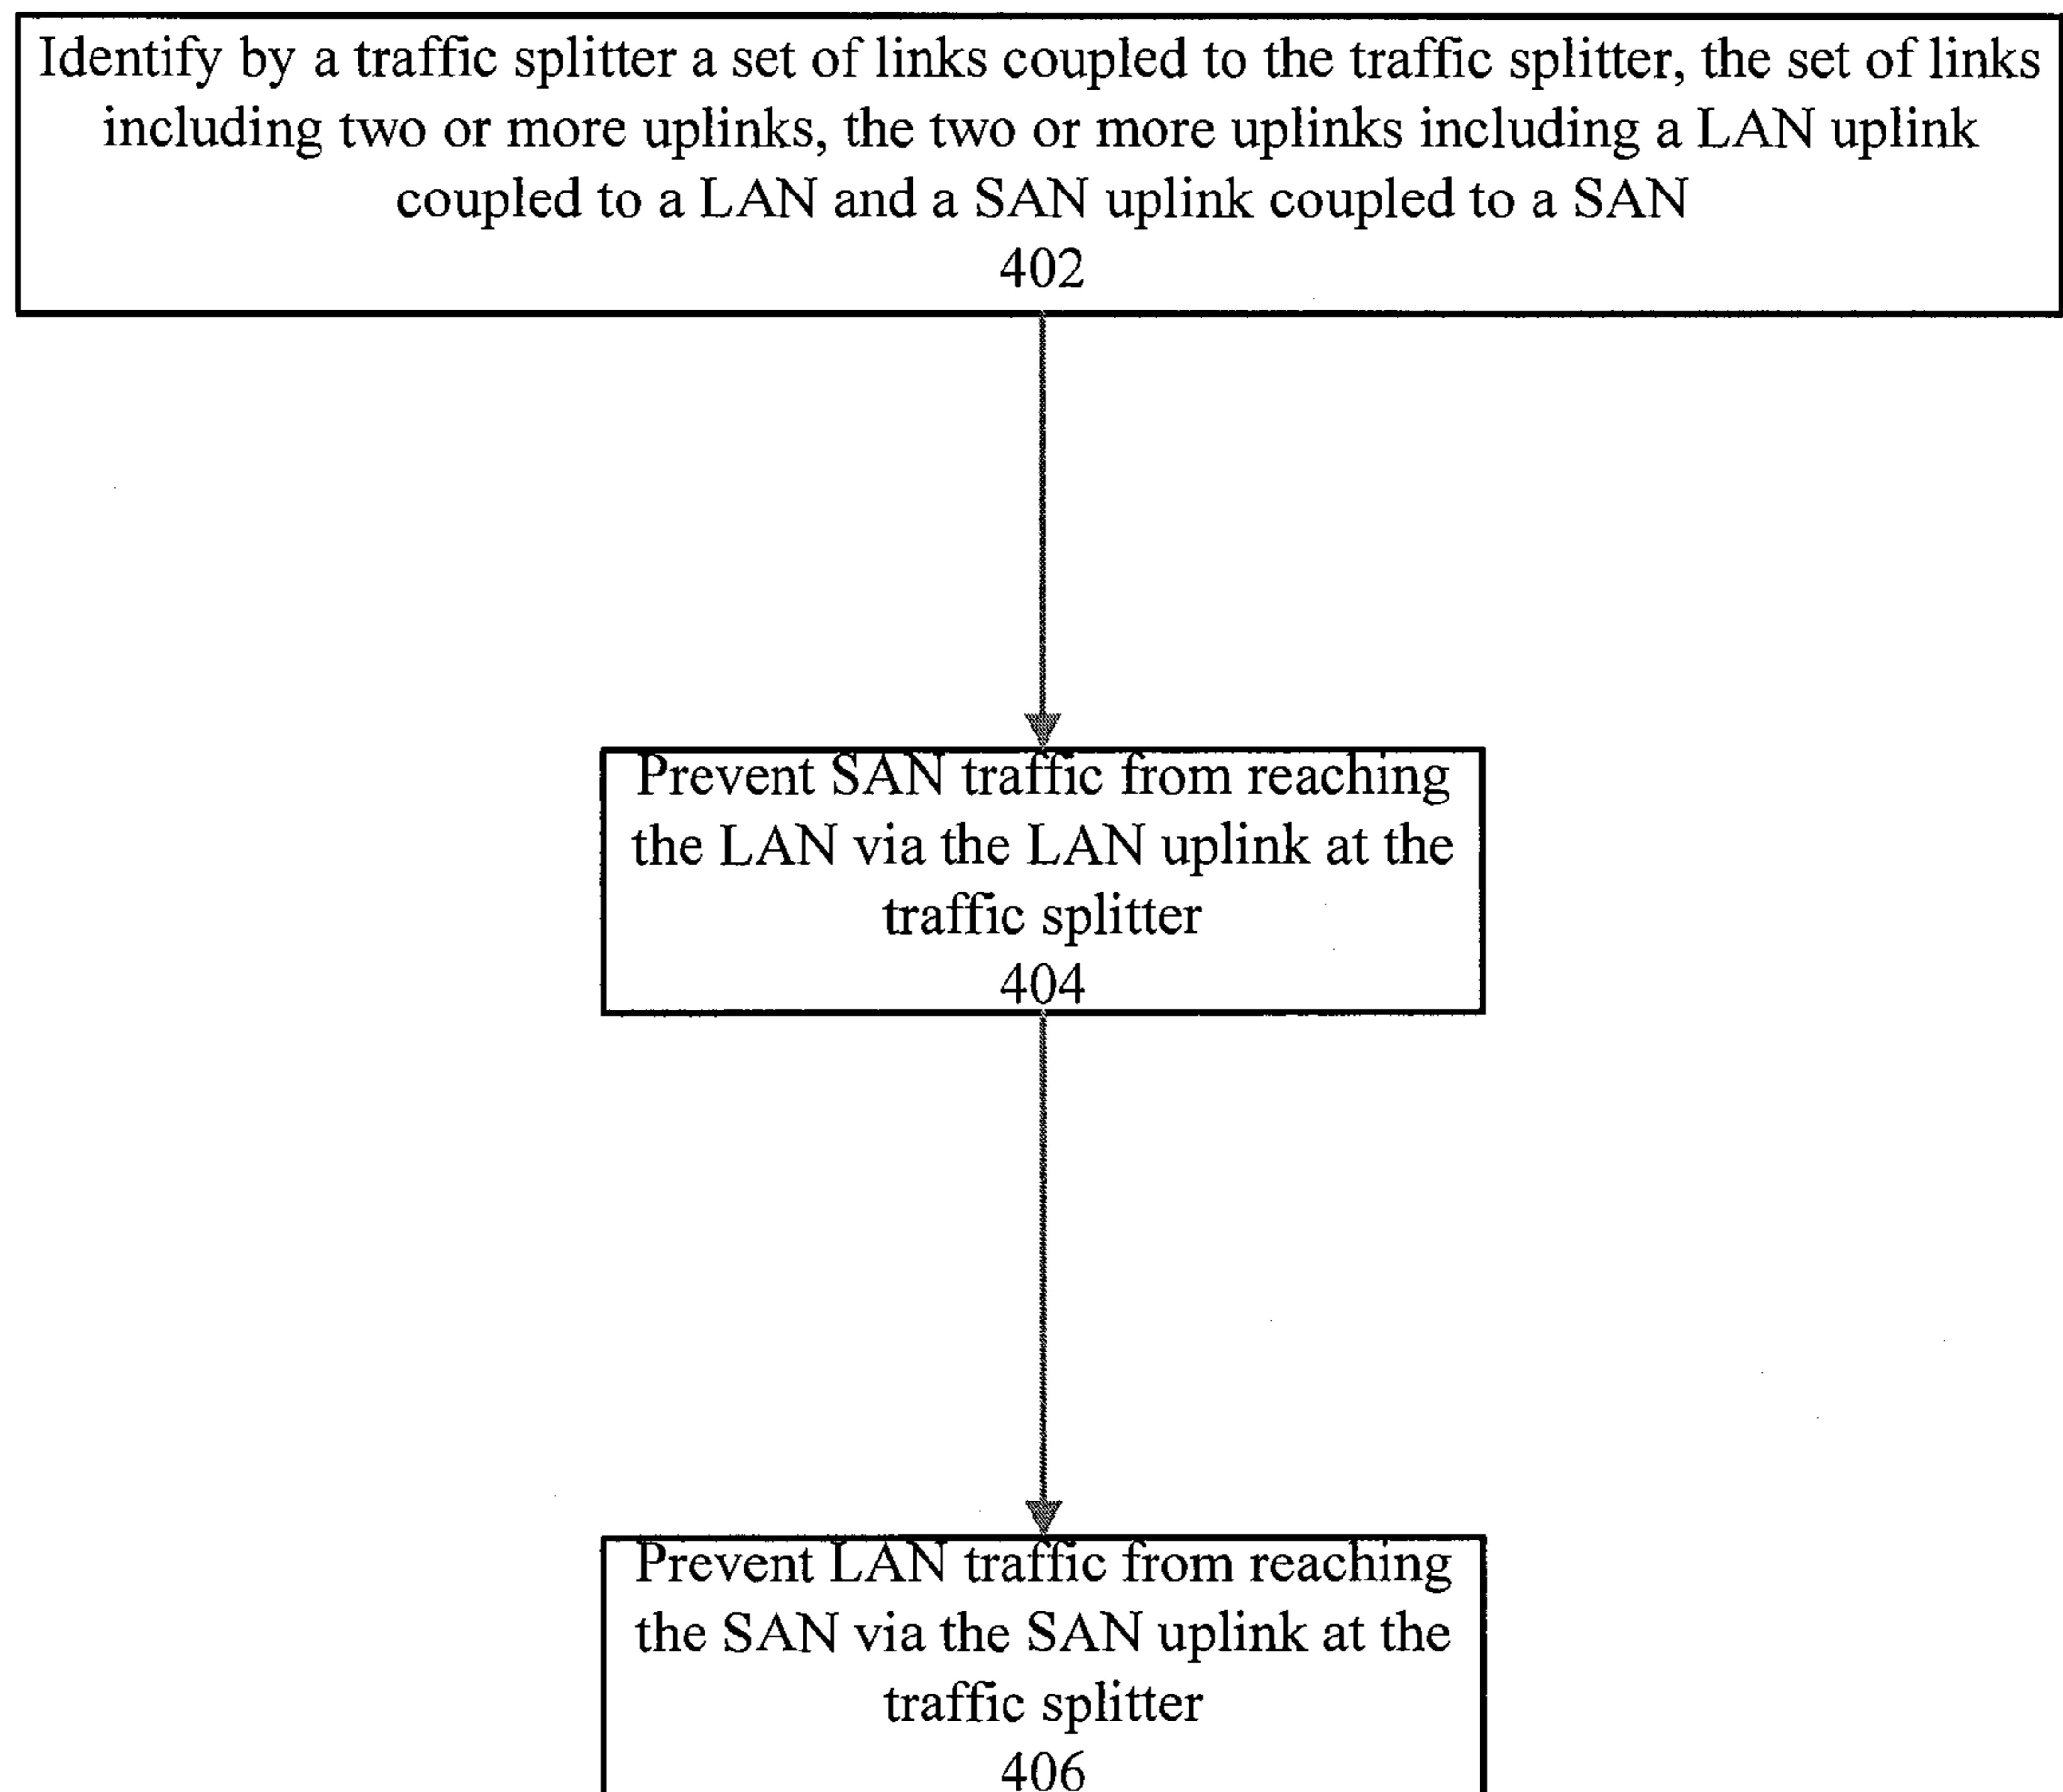 Identify by a traffic splitter a set of links coupled to the traffic splitter, the set of links
including two or more uplinks, the two or more uplinks including a LAN uplink
coupled to a LAN and a SAN uplink coupled to a SAN
402
Prevent SAN traffic from reaching
the LAN via the LAN uplink at the
traffic splitter
404
Prevent LAN traffic from reaching
the SAN via the SAN uplink at the
traffic splitter
406